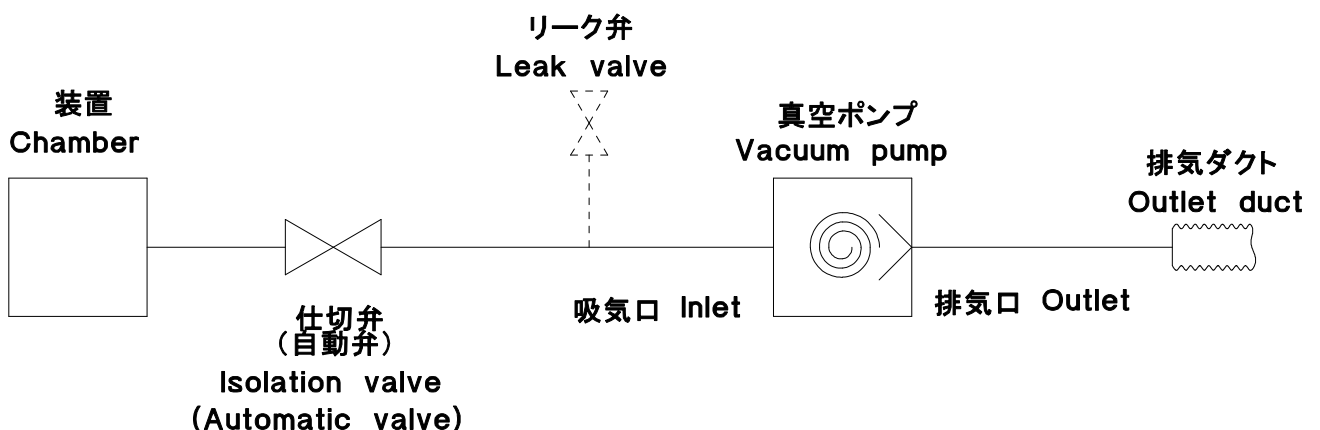 リーク弁
Leak valve
装置
Chamber
真空ポンプ
Vacuum pump
排気ダクト
Outlet duct
吸気口 Inlet
排気口 Outlet
仕切弁
（自動弁）
Isolation valve
(Automatic valve)